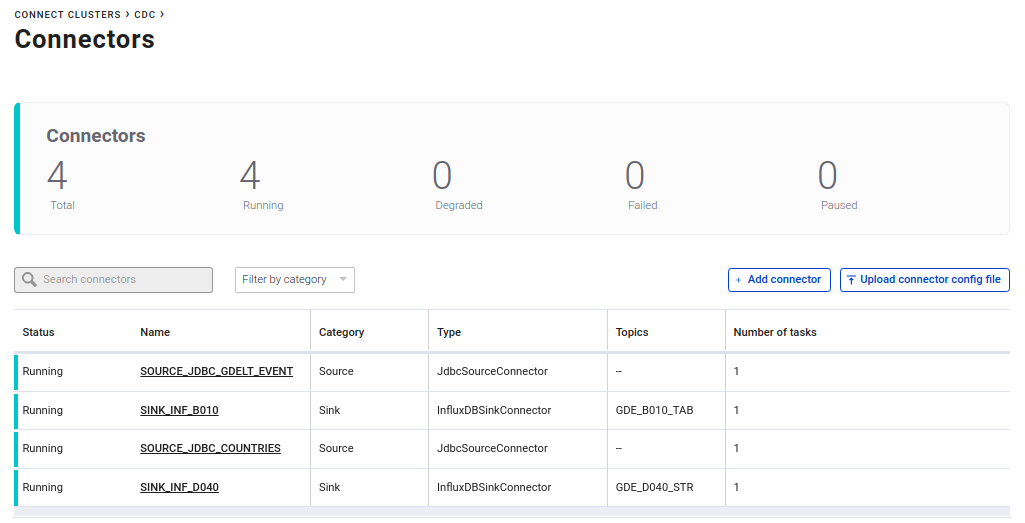 CONNECT CLUSTERS › CDC ›
Connectors
Connectors
4 4 0 0 0
Total Running Degraded Failed Paused
Search connectors Filter by category + Add connector Upload connector config file
Status Name Category Type Topics Number of tasks
Running SOURCE_JDBC_GDELT_EVENT Source JdbcSourceConnector -- 1
Running SINK_INF_B010 Sink InfluxDBSinkConnector GDE_B010_TAB 1
Running SOURCE_JDBC_COUNTRIES Source JdbcSourceConnector -- 1
Running SINK_INF_D040 Sink InfluxDBSinkConnector GDE_D040_STR 1